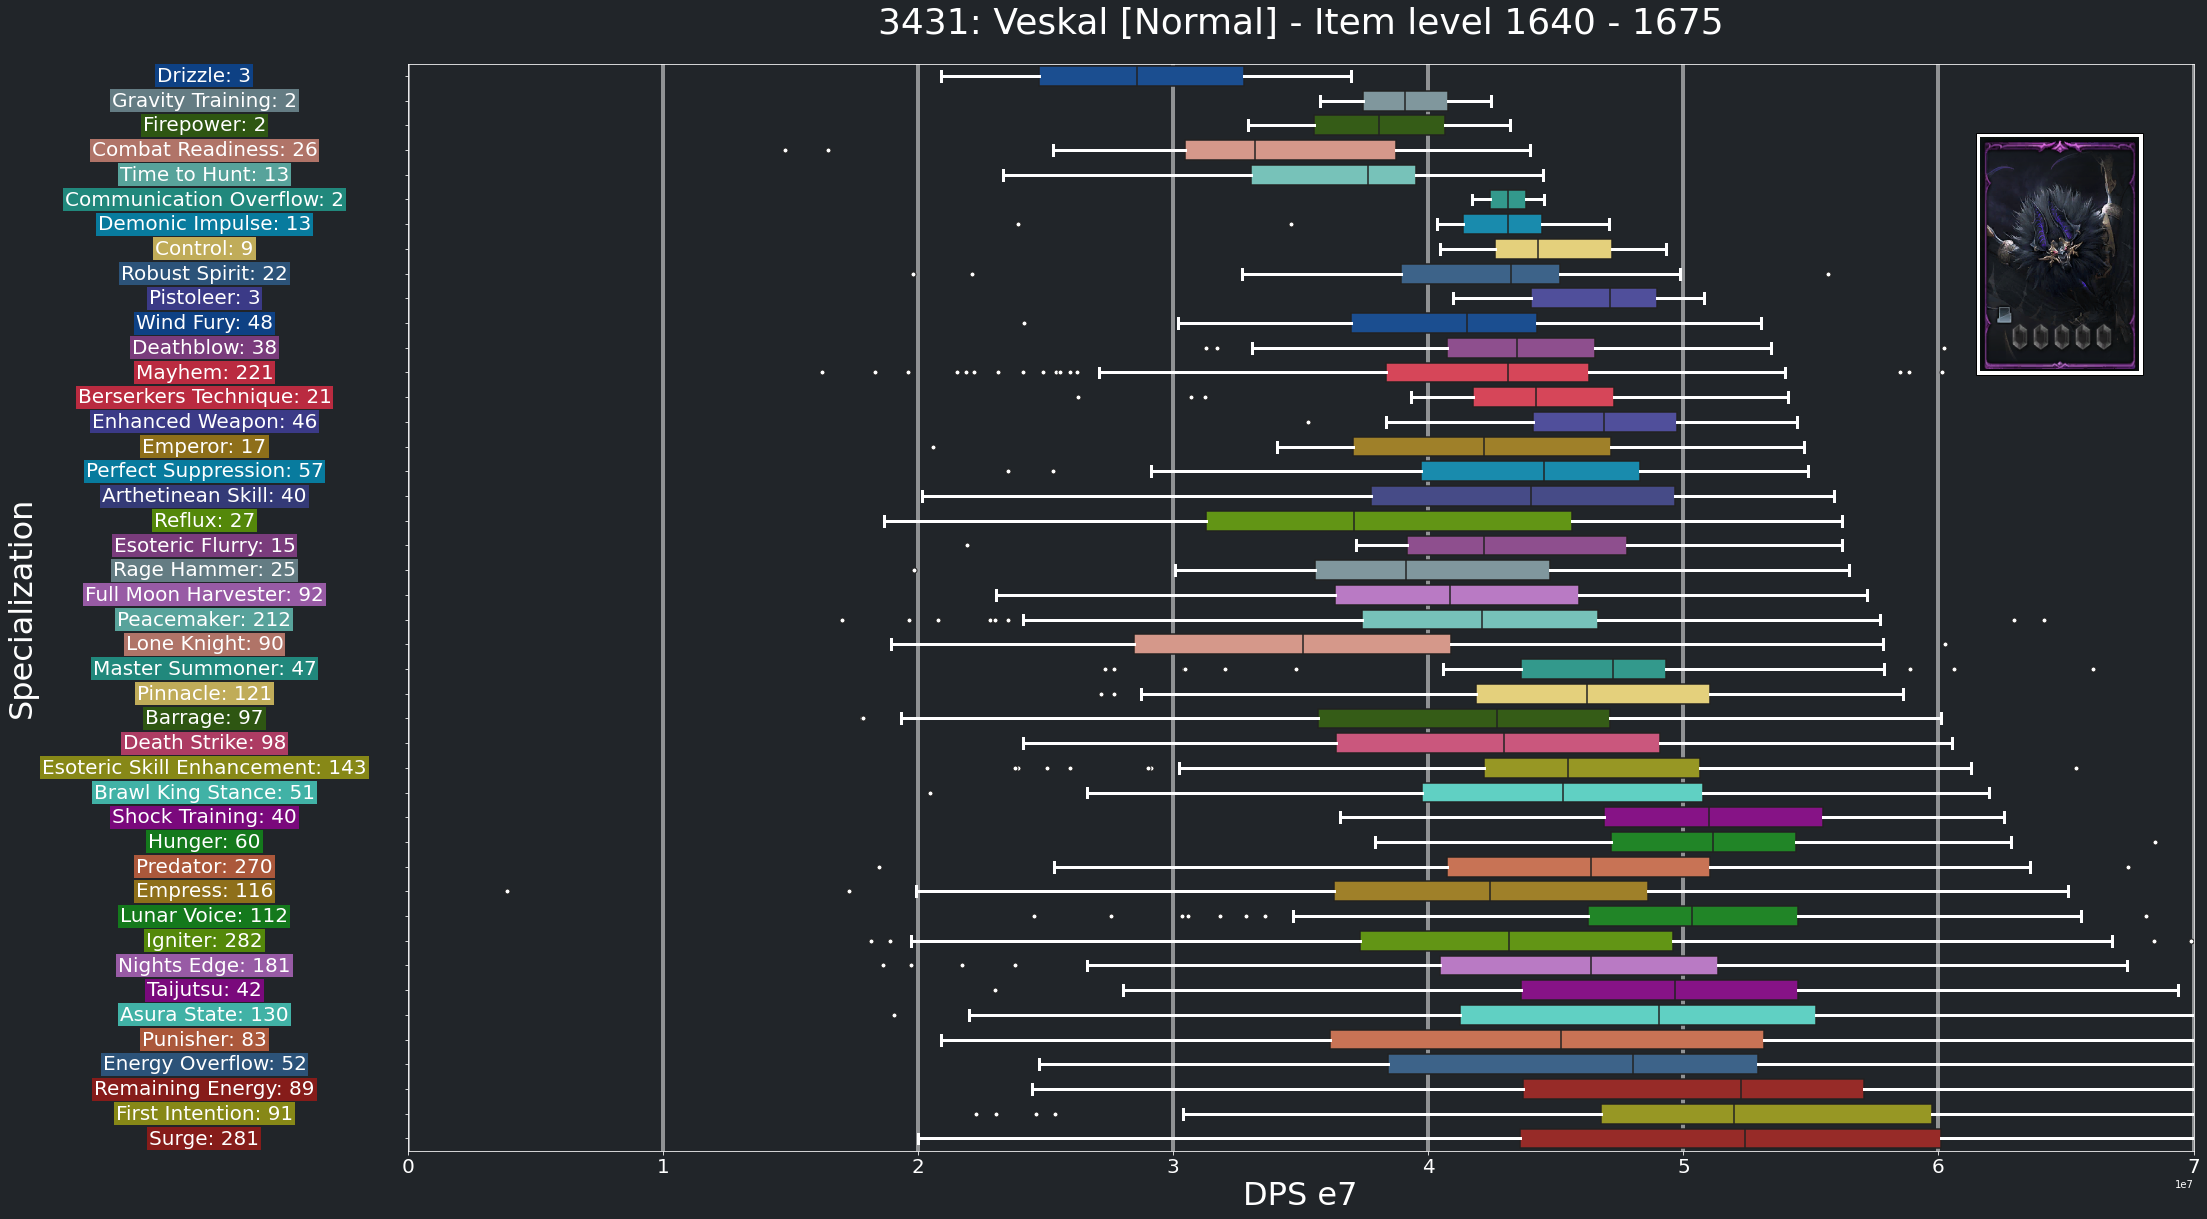 3431: Veskal [Normal] - Item level 1640 - 1675
Drizzle: 3
Gravity Training: 2
Firepower: 2
Combat Readiness: 26
Time to Hunt: 13
Communication Overflow: 2
Demonic Impulse: 13
Control: 9
Robust Spirit: 22
Pistoleer: 3
Wind Fury: 48
Deathblow: 38
Mayhem: 221
Berserkers Technique: 21
Enhanced Weapon: 46
Emperor: 17
Perfect Suppression: 57
Arthetinean Skill: 40
Reflux: 27
Esoteric Flurry: 15
Rage Hammer: 25
Full Moon Harvester: 92
Peacemaker: 212
Lone Knight: 90
Master Summoner: 47
Pinnacle: 121
Barrage: 97
Death Strike: 98
Esoteric Skill Enhancement: 143
Brawl King Stance: 51
Shock Training: 40
Hunger: 60
Predator: 270
Empress: 116
Lunar Voice: 112
Igniter: 282
Nights Edge: 181
Taijutsu: 42
Asura State: 130
Punisher: 83
Energy Overflow: 52
Remaining Energy: 89
First Intention: 91
Surge: 281
Specialization
0 1 2 3 4 5 6 7
1e7
DPS e7